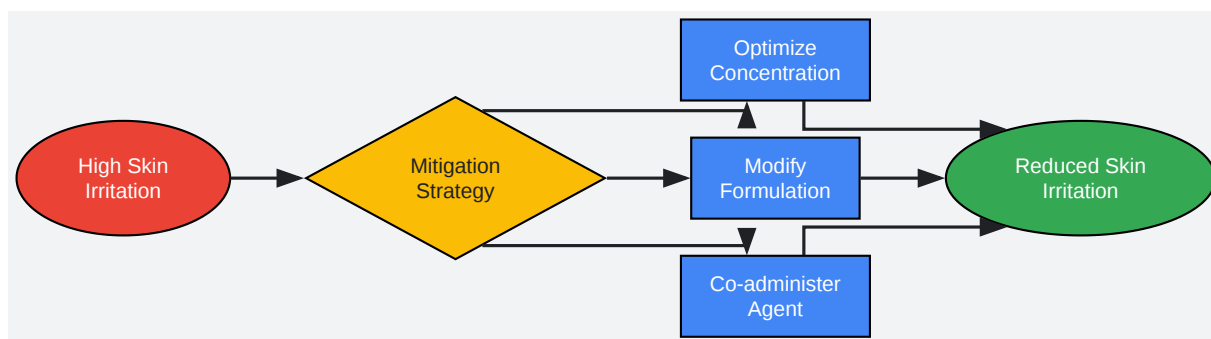 High Skin
Irritation
Mitigation
Strategy
Optimize
Concentration
Modify
Formulation
Co-administer
Agent
Reduced Skin
Irritation